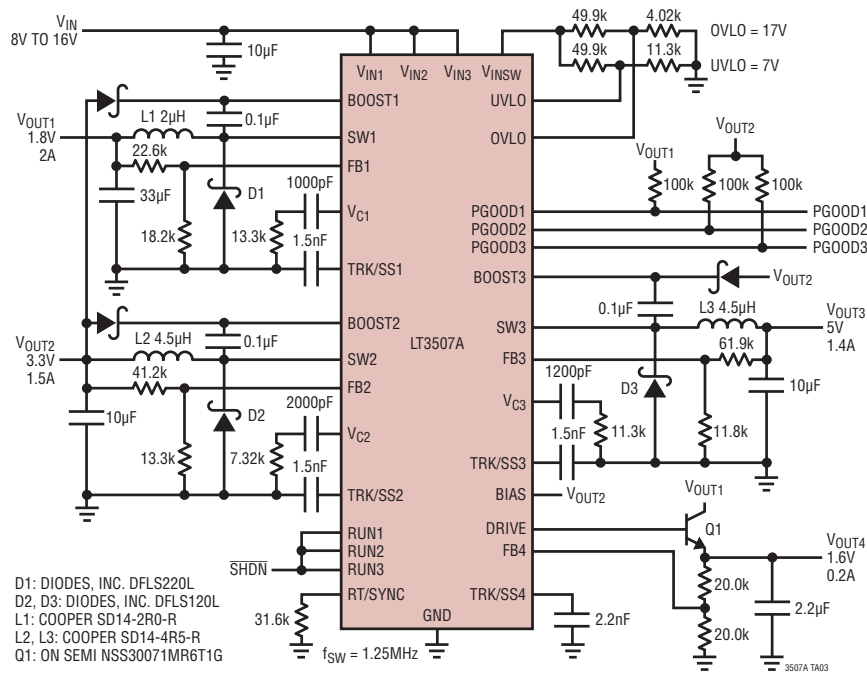 VIN
8V TO 16V
10µF
VIN1
VIN2
VIN3
VINSW
49.9k
4.02k
OVLO = 17V
49.9k
11.3k
UVLO = 7V
BOOST1
UVLO
0.1µF
OVLO
VOUT1
1.8V
2A
L1 2µH
SW1
22.6k
FB1
33µF
D1
1000pF
VC1
18.2k
13.3k
1.5nF
TRK/SS1
VOUT1
VOUT2
100k
100k
100k
PGOOD1
PGOOD1
PGOOD2
PGOOD2
PGOOD3
PGOOD3
BOOST3
VOUT2
BOOST2
0.1µF
L3 4.5µH
VOUT3
5V
1.4A
SW3
VOUT2
3.3V
1.5A
L2 4.5µH
0.1µF
SW2
LT3507A
61.9k
FB3
41.2k
FB2
10µF
D2
2000pF
VC2
1200pF
D3
10µF
VC3
13.3k
7.32k
1.5nF
TRK/SS2
1.5nF
11.3k
11.8k
TRK/SS3
BIAS
VOUT2
VOUT1
RUN1
RUN2
RUN3
SHDN
DRIVE
Q1
FB4
VOUT4
1.6V
0.2A
RT/SYNC
31.6k
GND
TRK/SS4
2.2nF
20.0k
20.0k
2.2µF
fSW = 1.25MHz
D1: DIODES, INC. DFLS220L
D2, D3: DIODES, INC. DFLS120L
L1: COOPER SD14-2R0-R
L2, L3: COOPER SD14-4R5-R
Q1: ON SEMI NSS30071MR6T1G
3507A TA03